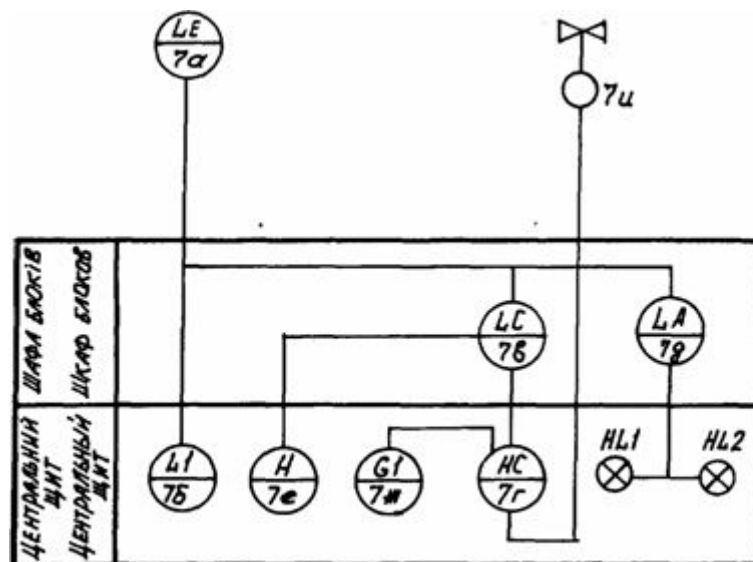 LE
7а
7и
ШАФА БЛОКІВ
ШКАФ БЛОКОВ
LC
7в
LA
7д
ЦЕНТРАЛЬНИЙ
ЩИТ
ЦЕНТРАЛЬНЫЙ
ЩИТ
LI
7б
H
7е
GI
7ж
HC
7г
HL1
HL2